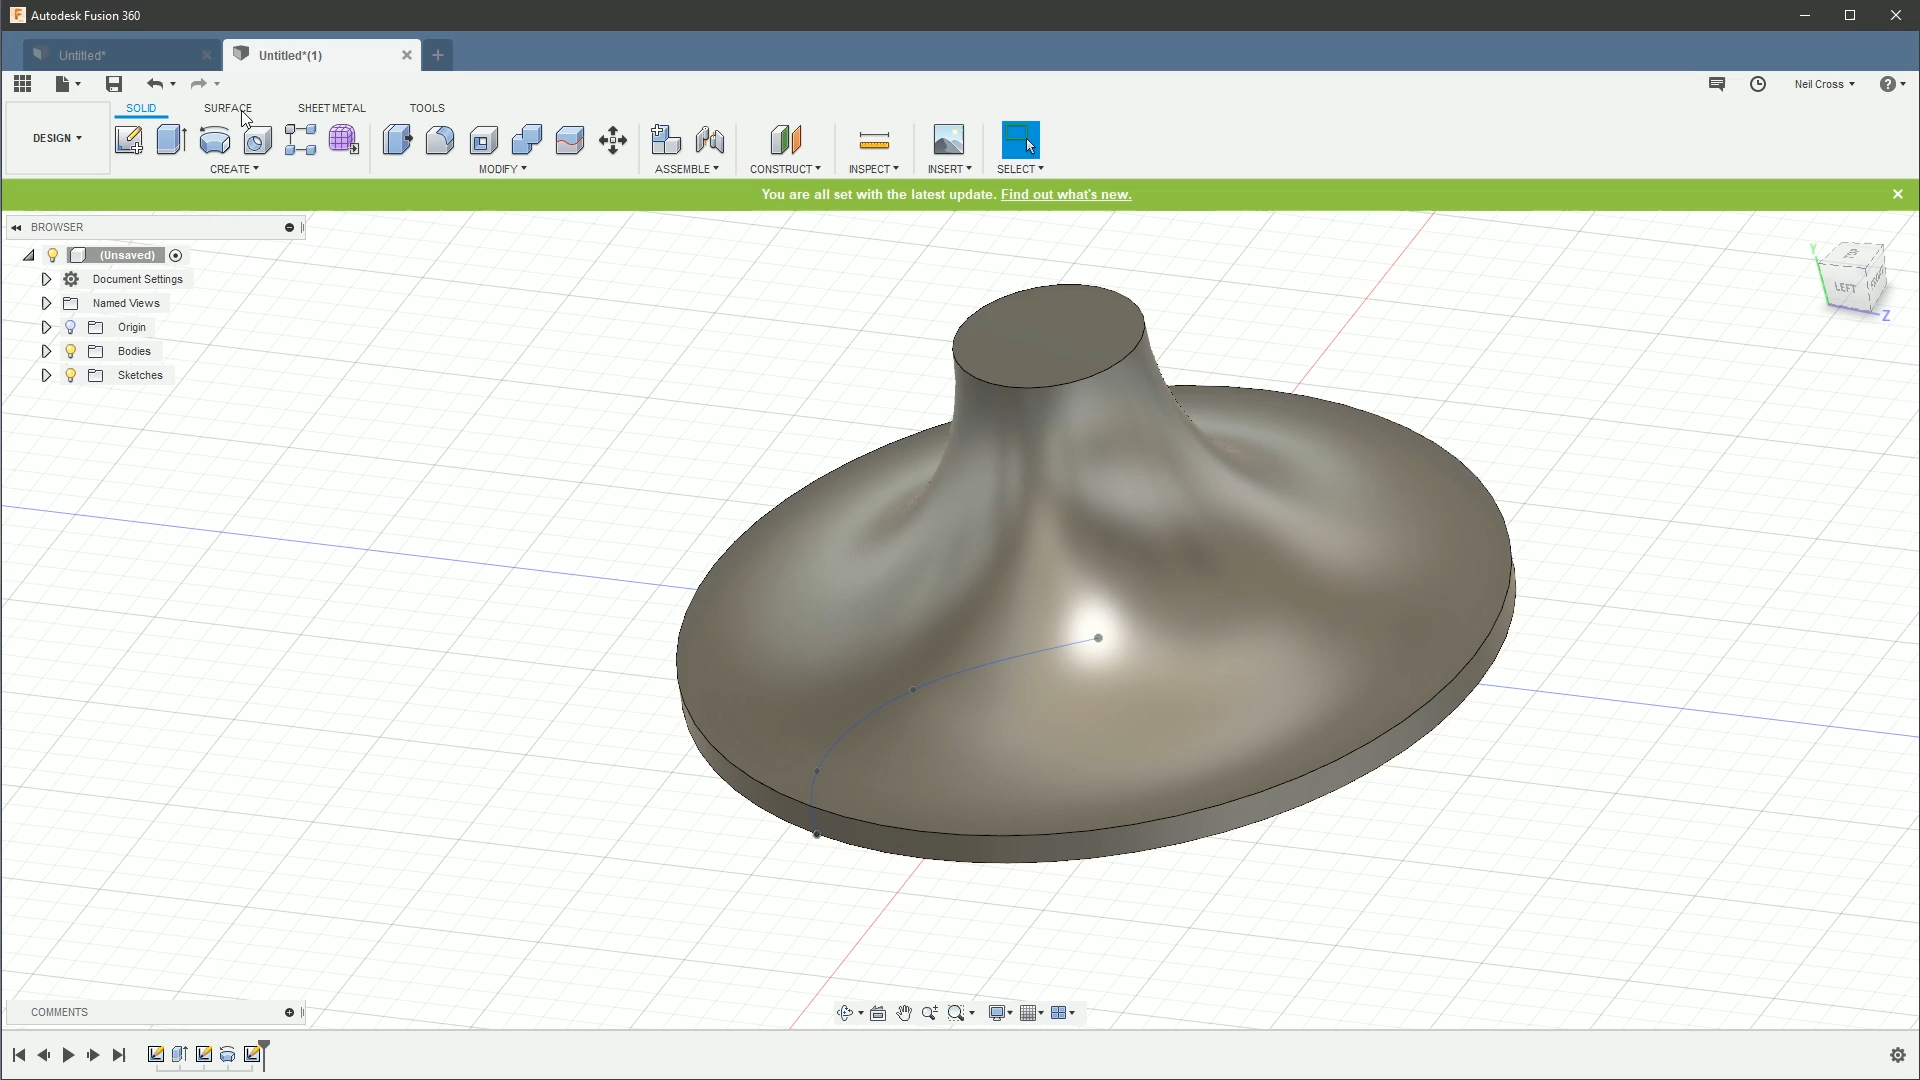 Autodesk Fusion 360
Untitled*
Untitled*(1)
Neil Cross
SOLID
SURFACE
SHEET METAL
TOOLS
DESIGN
CREATE
MODIFY
ASSEMBLE
CONSTRUCT
INSPECT
INSERT
SELECT
You are all set with the latest update. Find out what's new.
BROWSER
(Unsaved)
Document Settings
Named Views
Origin
Bodies
Sketches
Y
LEFT
Z
COMMENTS